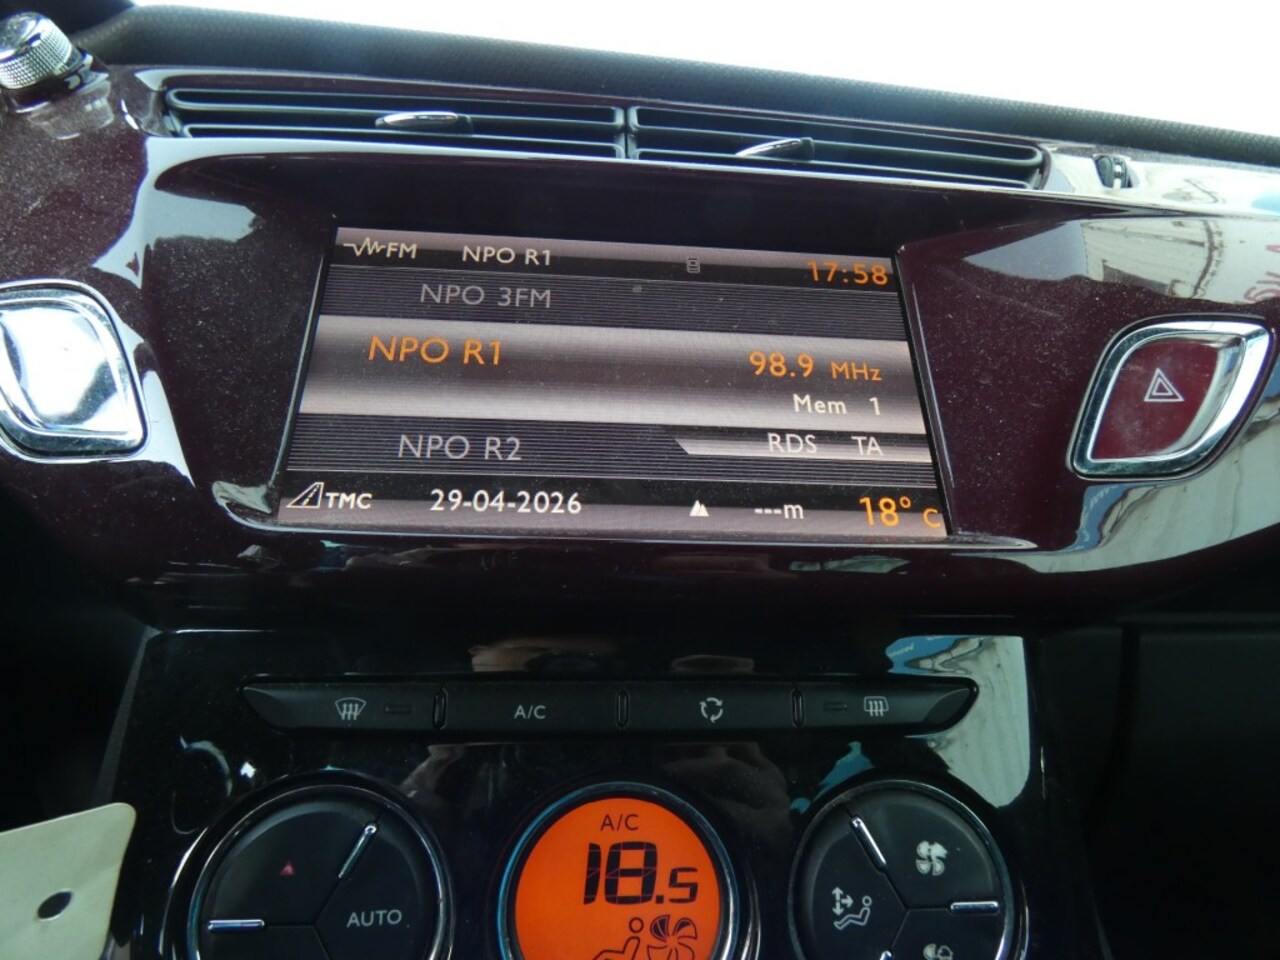 FM NPO R1 17:58
NPO 3FM
NPO R1 98.9 MHz
Mem 1
NPO R2 RDS TA
TMC 29-04-2026 ---m 18° C
A/C
A/C
18.5
AUTO